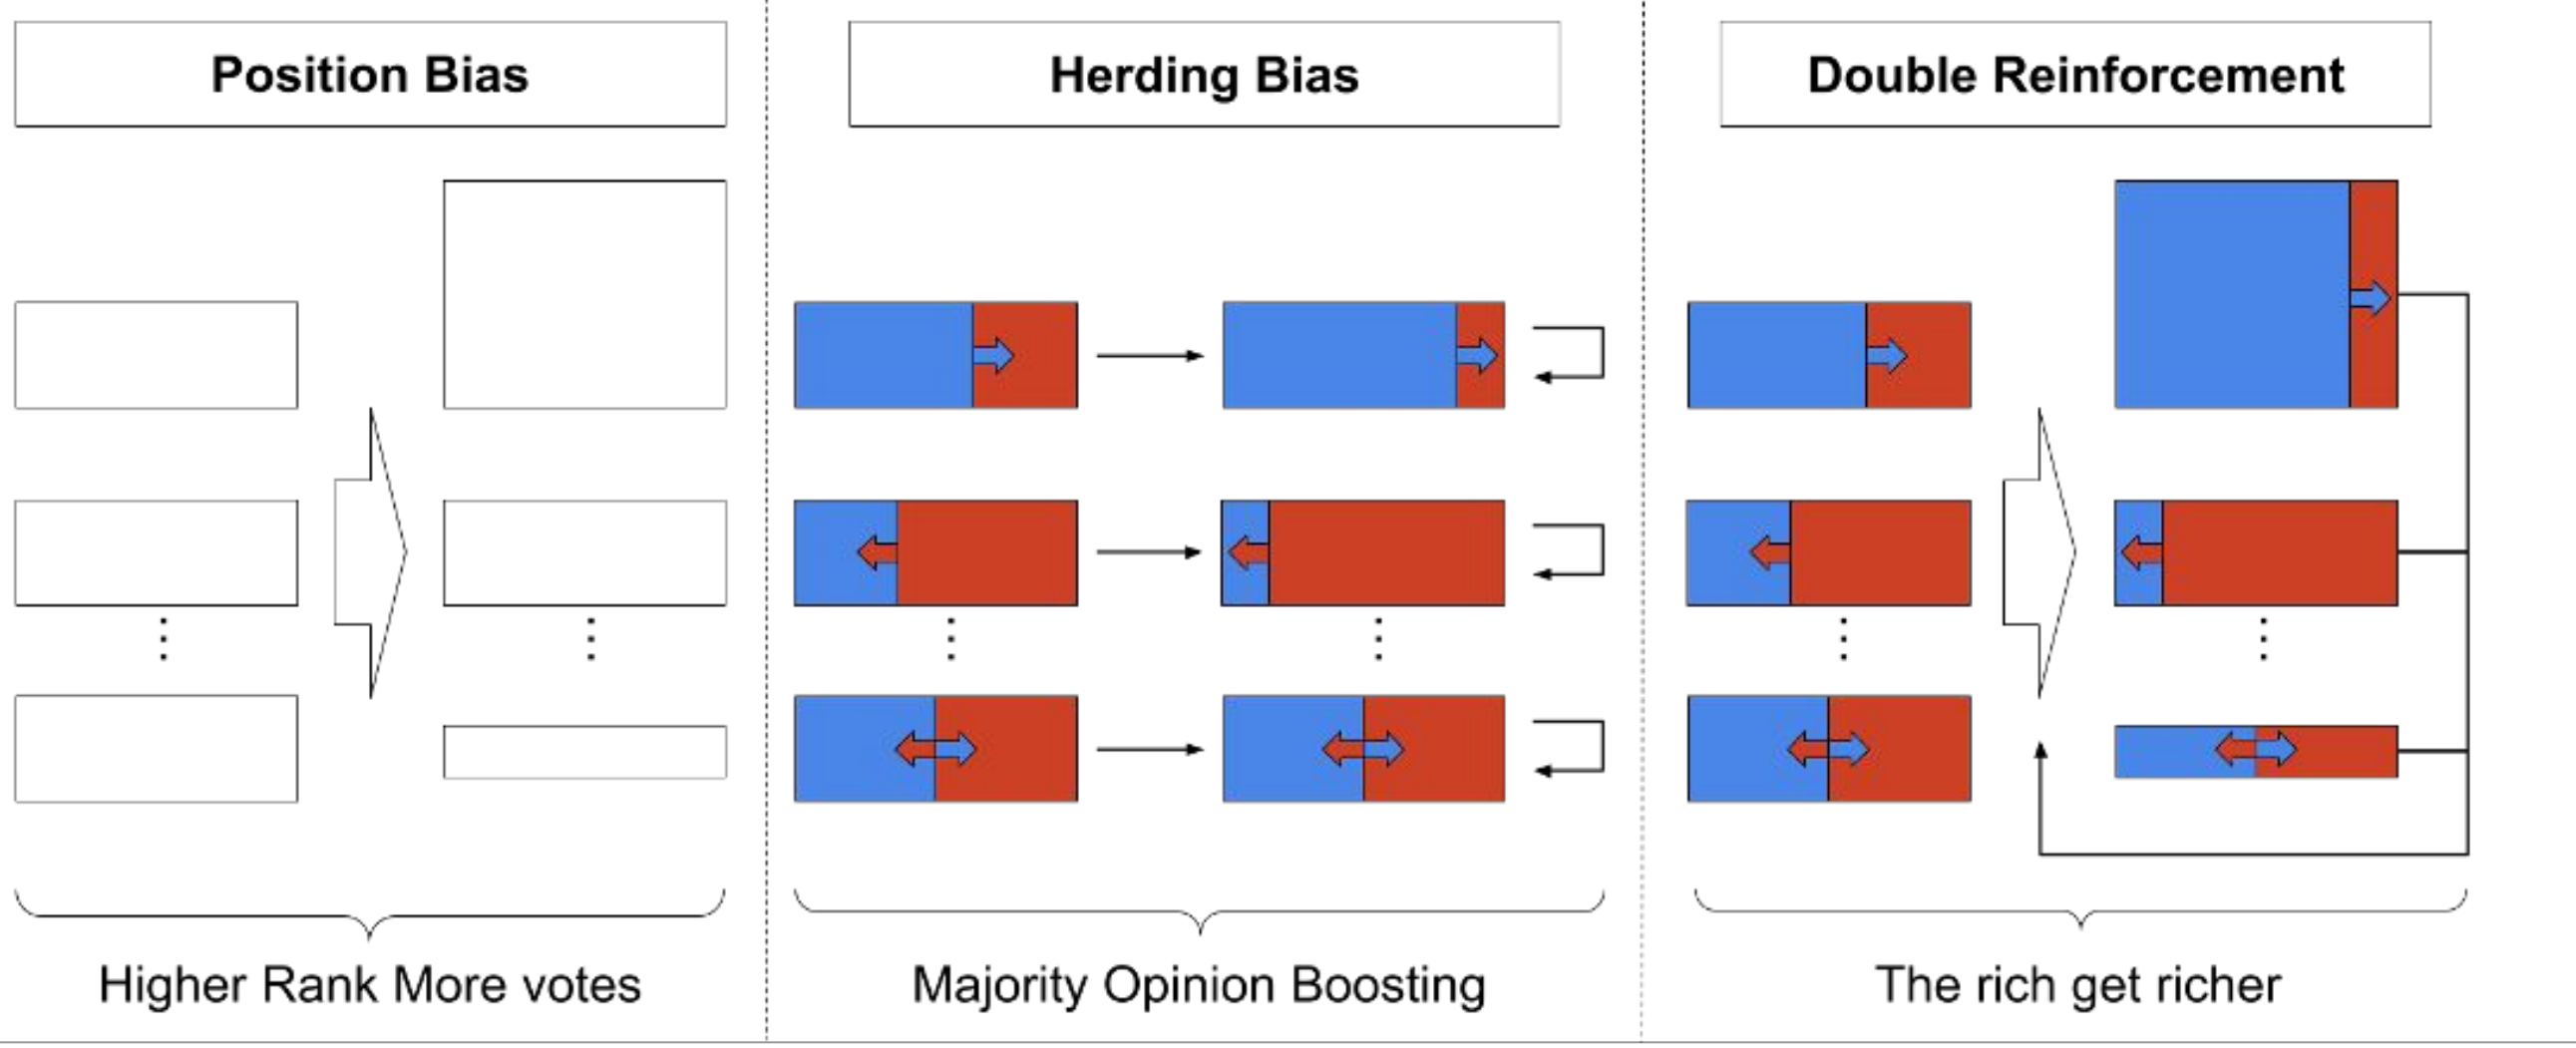 Position Bias
Herding Bias
Double Reinforcement
Higher Rank More votes
Majority Opinion Boosting
The rich get richer